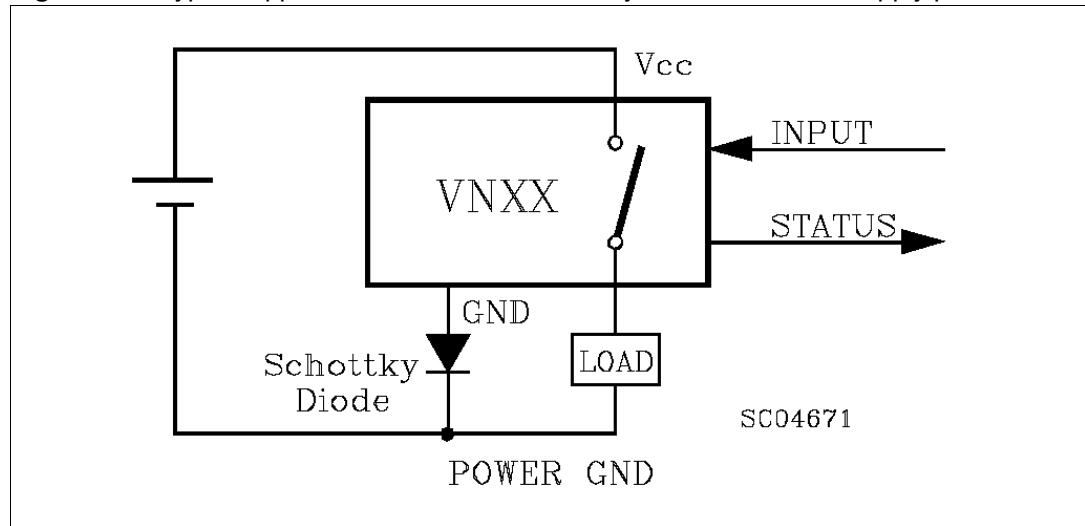 Vcc
INPUT
VNXX
STATUS
GND
Schottky
Diode
LOAD
SC04671
POWER GND